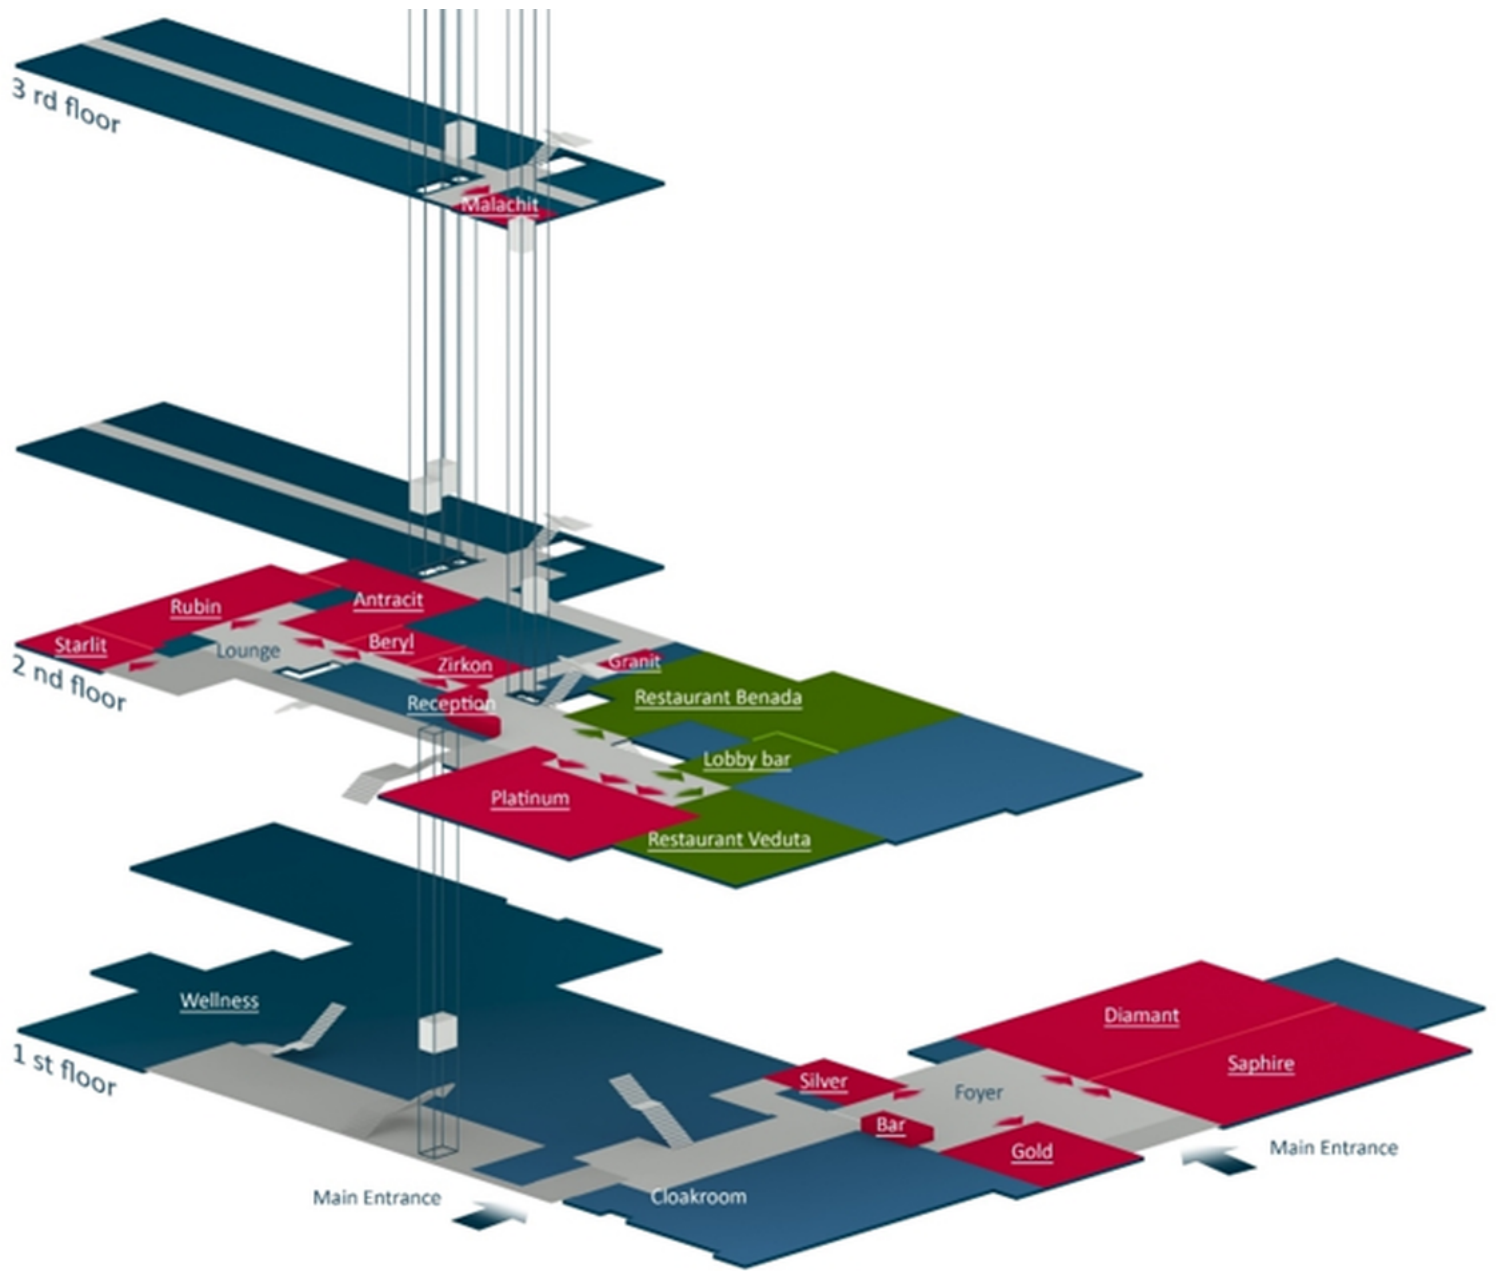 3 rd floor
Malachit
Rubin
Antracit
Starlit
Lounge
Beryl
Zirkon
Granit
2 nd floor
Reception
Restaurant Benada
Lobby bar
Platinum
Restaurant Veduta
Wellness
1 st floor
Diamant
Saphire
Silver
Foyer
Bar
Gold
Main Entrance
Cloakroom
Main Entrance